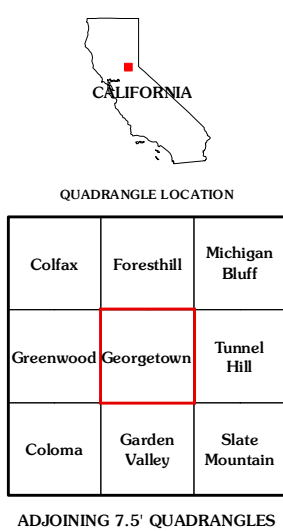 CALIFORNIA
QUADRANGLE LOCATION
Colfax Foresthill Michigan
Bluff
Greenwood Georgetown Tunnel
Hill
Coloma Garden Slate
Valley Mountain
ADJOINING 7.5' QUADRANGLES